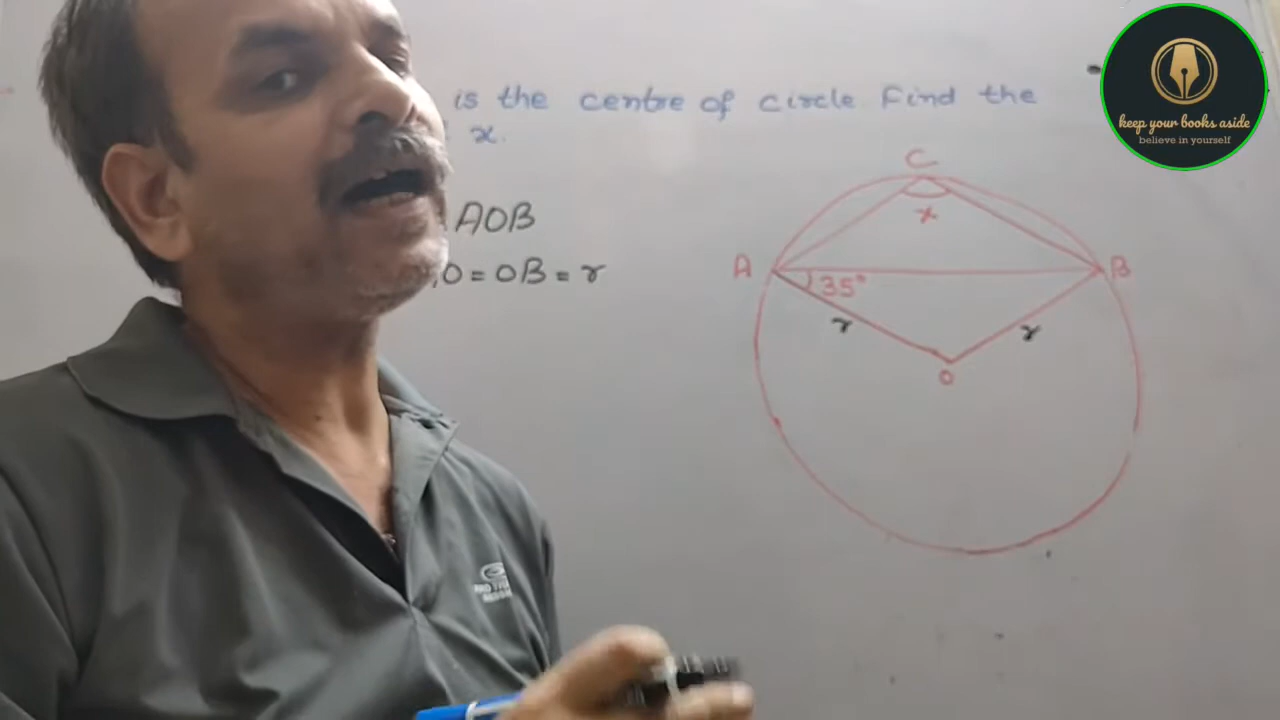 is the centre of circle Find the
x.
AOB
O = OB = r
C
x
A
B
35°
r
r
O
keep your books aside
believe in yourself